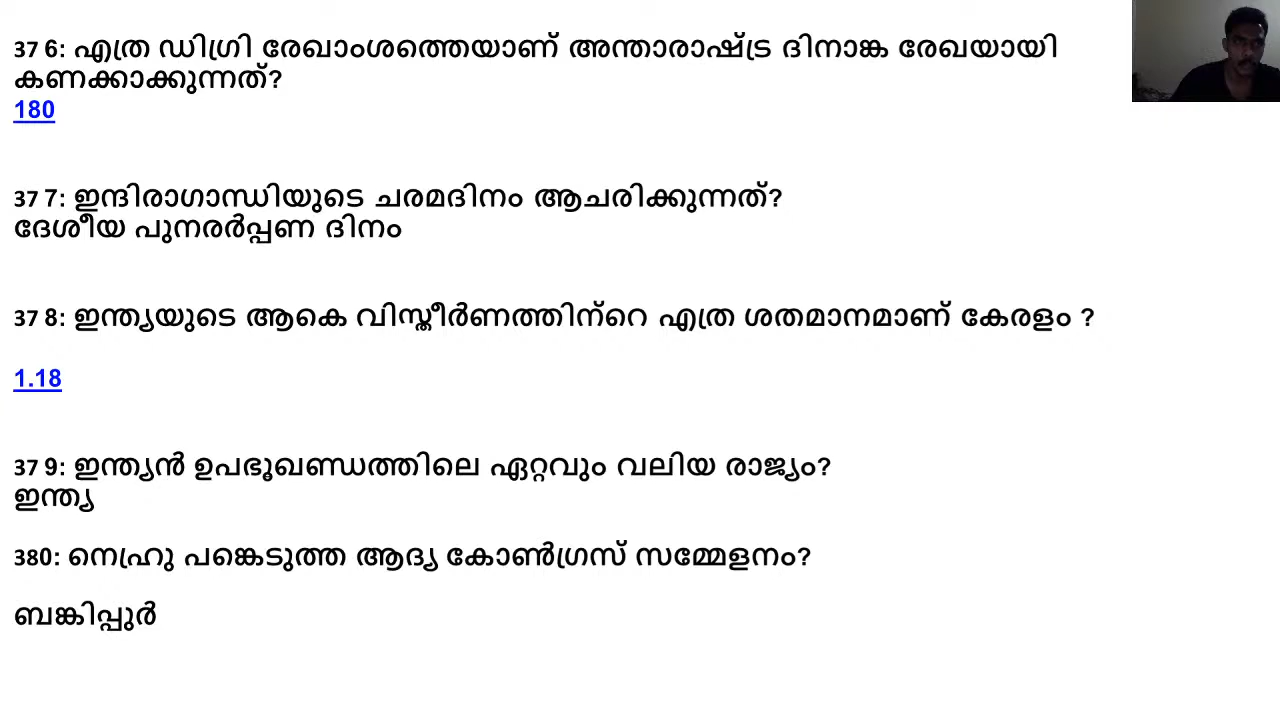 37 6: എത്ര ഡിഗ്രി രേഖാംശത്തെയാണ് അന്താരാഷ്ട്ര ദിനാങ്ക രേഖയായി
കണക്കാക്കുന്നത്?
180
37 7: ഇന്ദിരാഗാന്ധിയുടെ ചരമദിനം ആചരിക്കുന്നത്?
ദേശീയ പുനരർപ്പണ ദിനം
37 8: ഇന്ത്യയുടെ ആകെ വിസ്തീർണത്തിന്റെ എത്ര ശതമാനമാണ് കേരളം ?
1.18
37 9: ഇന്ത്യൻ ഉപഭൂഖണ്ഡത്തിലെ ഏറ്റവും വലിയ രാജ്യം?
ഇന്ത്യ
380: നെഹ്രു പങ്കെടുത്ത ആദ്യ കോൺഗ്രസ് സമ്മേളനം?
ബങ്കിപ്പുർ